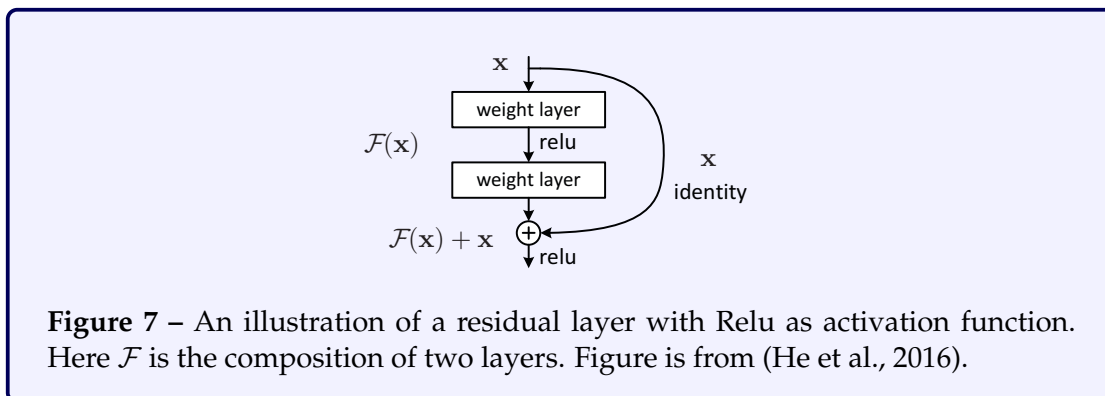 x
weight layer
F(x)
relu
x
weight layer
identity
F(x) + x
+
relu
Figure 7 – An illustration of a residual layer with Relu as activation function.
Here F is the composition of two layers. Figure is from (He et al., 2016).